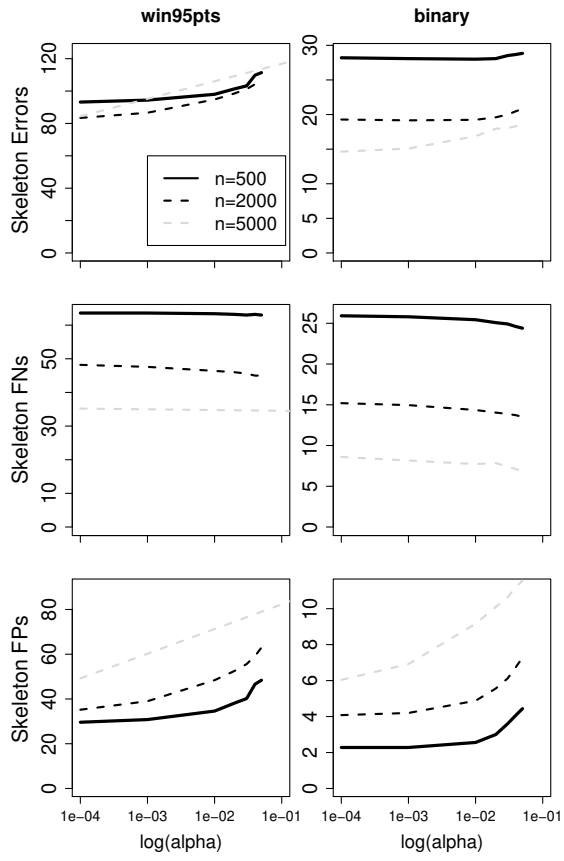 win95pts
binary
Skeleton Errors
0 40 80 120
n=500
n=2000
n=5000
0 5 10 15 20 25 30
Skeleton FNs
0 10 30 50
0 5 10 15 20 25
Skeleton FPs
0 20 40 60 80
0 2 4 6 8 10
1e−04 1e−03 1e−02 1e−01
log(alpha)
1e−04 1e−03 1e−02 1e−01
log(alpha)